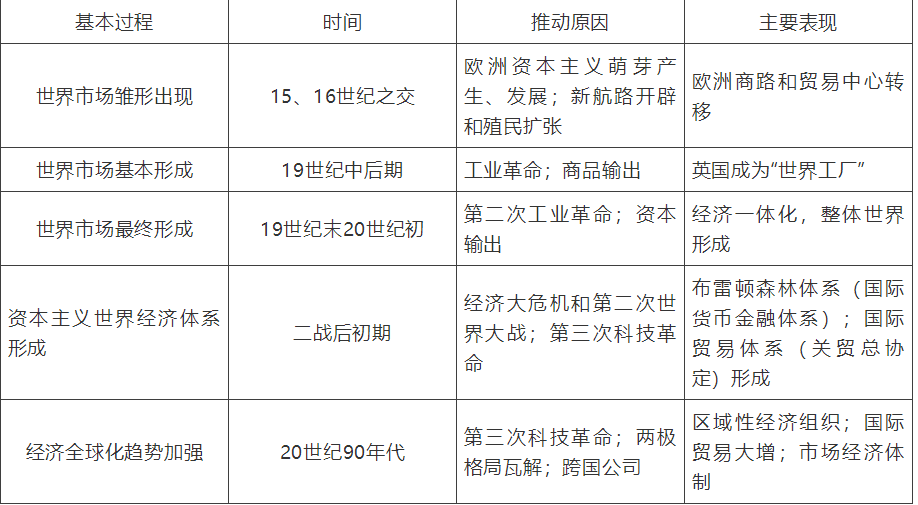 基本过程 时间 推动原因 主要表现
世界市场雏形出现 15、16世纪之交 欧洲资本主义萌芽产
生、发展；新航路开辟
和殖民扩张 欧洲商路和贸易中心转
移
世界市场基本形成 19世纪中后期 工业革命；商品输出 英国成为“世界工厂”
世界市场最终形成 19世纪末20世纪初 第二次工业革命；资本
输出 经济一体化，整体世界
形成
资本主义世界经济体系
形成 二战后初期 经济大危机和第二次世
界大战；第三次科技革
命 布雷顿森林体系（国际
货币金融体系）；国际
贸易体系（关贸总协
定）形成
经济全球化趋势加强 20世纪90年代 第三次科技革命；两极
格局瓦解；跨国公司 区域性经济组织；国际
贸易大增；市场经济体
制